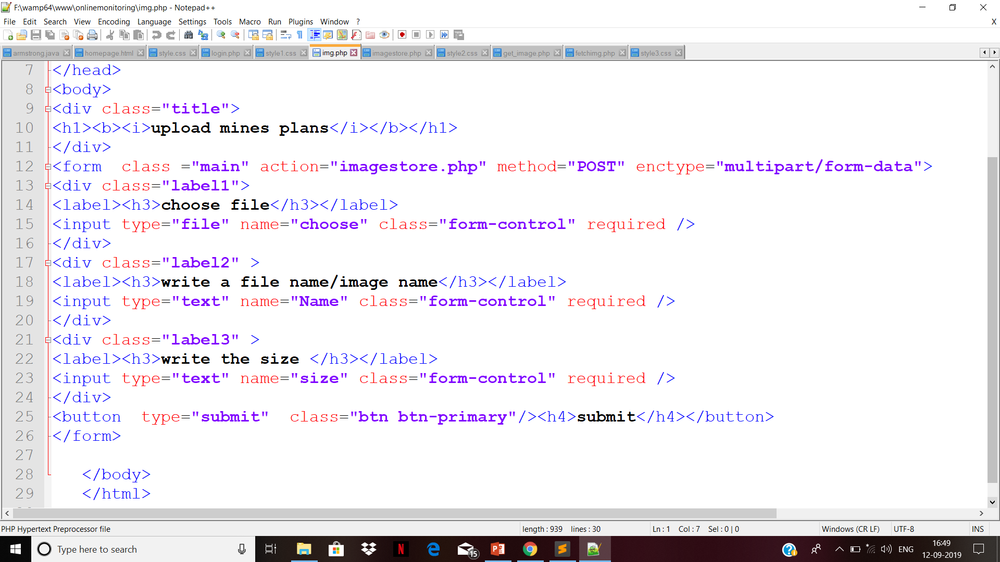 F:\wamp64\www\onlinemonitoring\img.php - Notepad++
File Edit Search View Encoding Language Settings Tools Macro Run Plugins Window ? X
armstrong.java homepage.html style.css login.php style1.css img.php imagestore.php style2.css get_image.php fetchimg.php style3.css
7 </head>
8 <body>
9 <div class="title">
10 <h1><b><i>upload mines plans</i></b></h1>
11 </div>
12 <form  class ="main" action="imagestore.php" method="POST" enctype="multipart/form-data">
13 <div class="label1">
14 <label><h3>choose file</h3></label>
15 <input type="file" name="choose" class="form-control" required />
16 </div>
17 <div class="label2" >
18 <label><h3>write a file name/image name</h3></label>
19 <input type="text" name="Name" class="form-control" required />
20 </div>
21 <div class="label3" >
22 <label><h3>write the size </h3></label>
23 <input type="text" name="size" class="form-control" required />
24 </div>
25 <button  type="submit"  class="btn btn-primary"/><h4>submit</h4></button>
26 </form>
27
28    </body>
29    </html>
PHP Hypertext Preprocessor file length : 939 lines : 30 Ln : 1 Col : 7 Sel : 0 | 0 Windows (CR LF) UTF-8 INS
Type here to search 15 ENG 16:49
12-09-2019